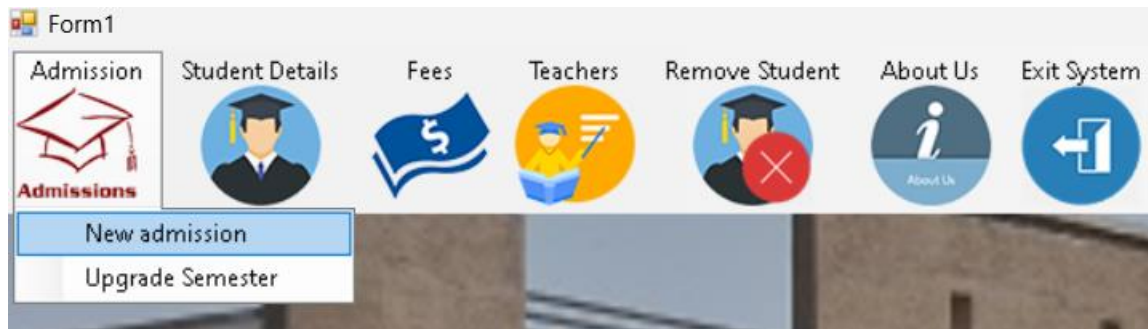 Form1
Admission Student Details Fees Teachers Remove Student About Us Exit System
$
i
About Us
Admissions
New admission
Upgrade Semester